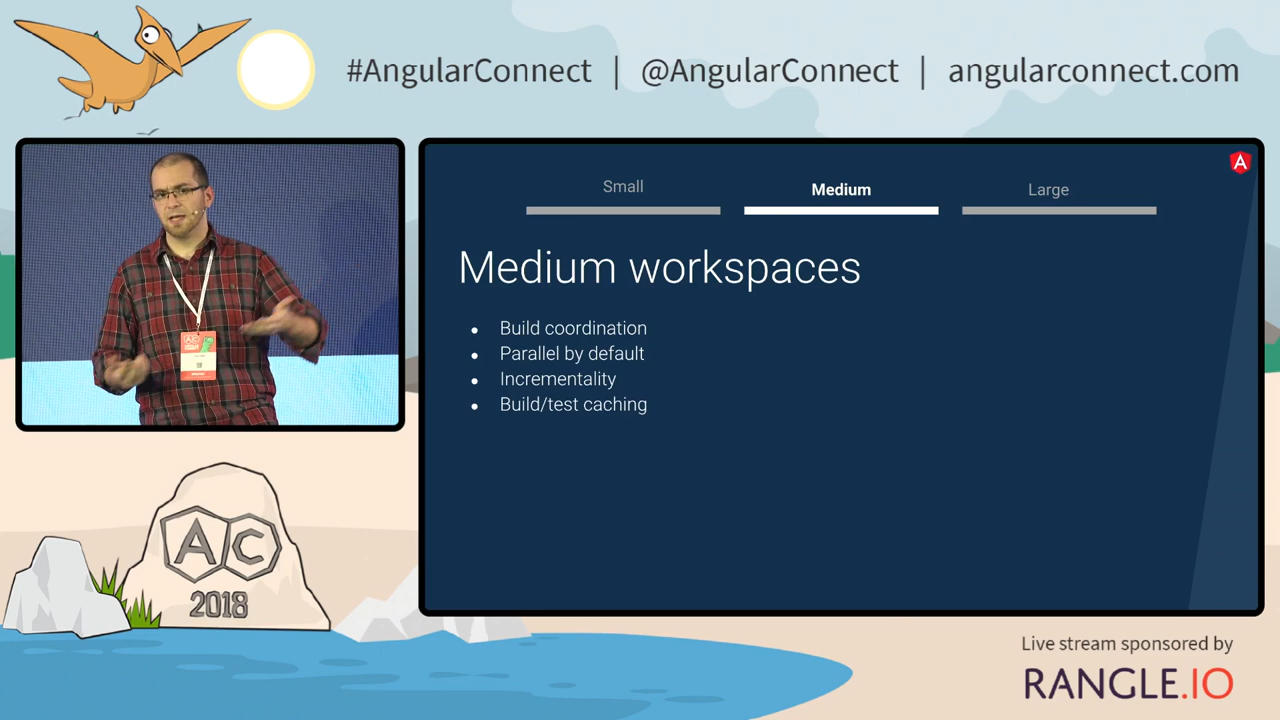 #AngularConnect | @AngularConnect | angularconnect.com
Small
Medium
Large
Medium workspaces
● Build coordination
● Parallel by default
● Incrementality
● Build/test caching
A
AC
2018
Live stream sponsored by
RANGLE.IO